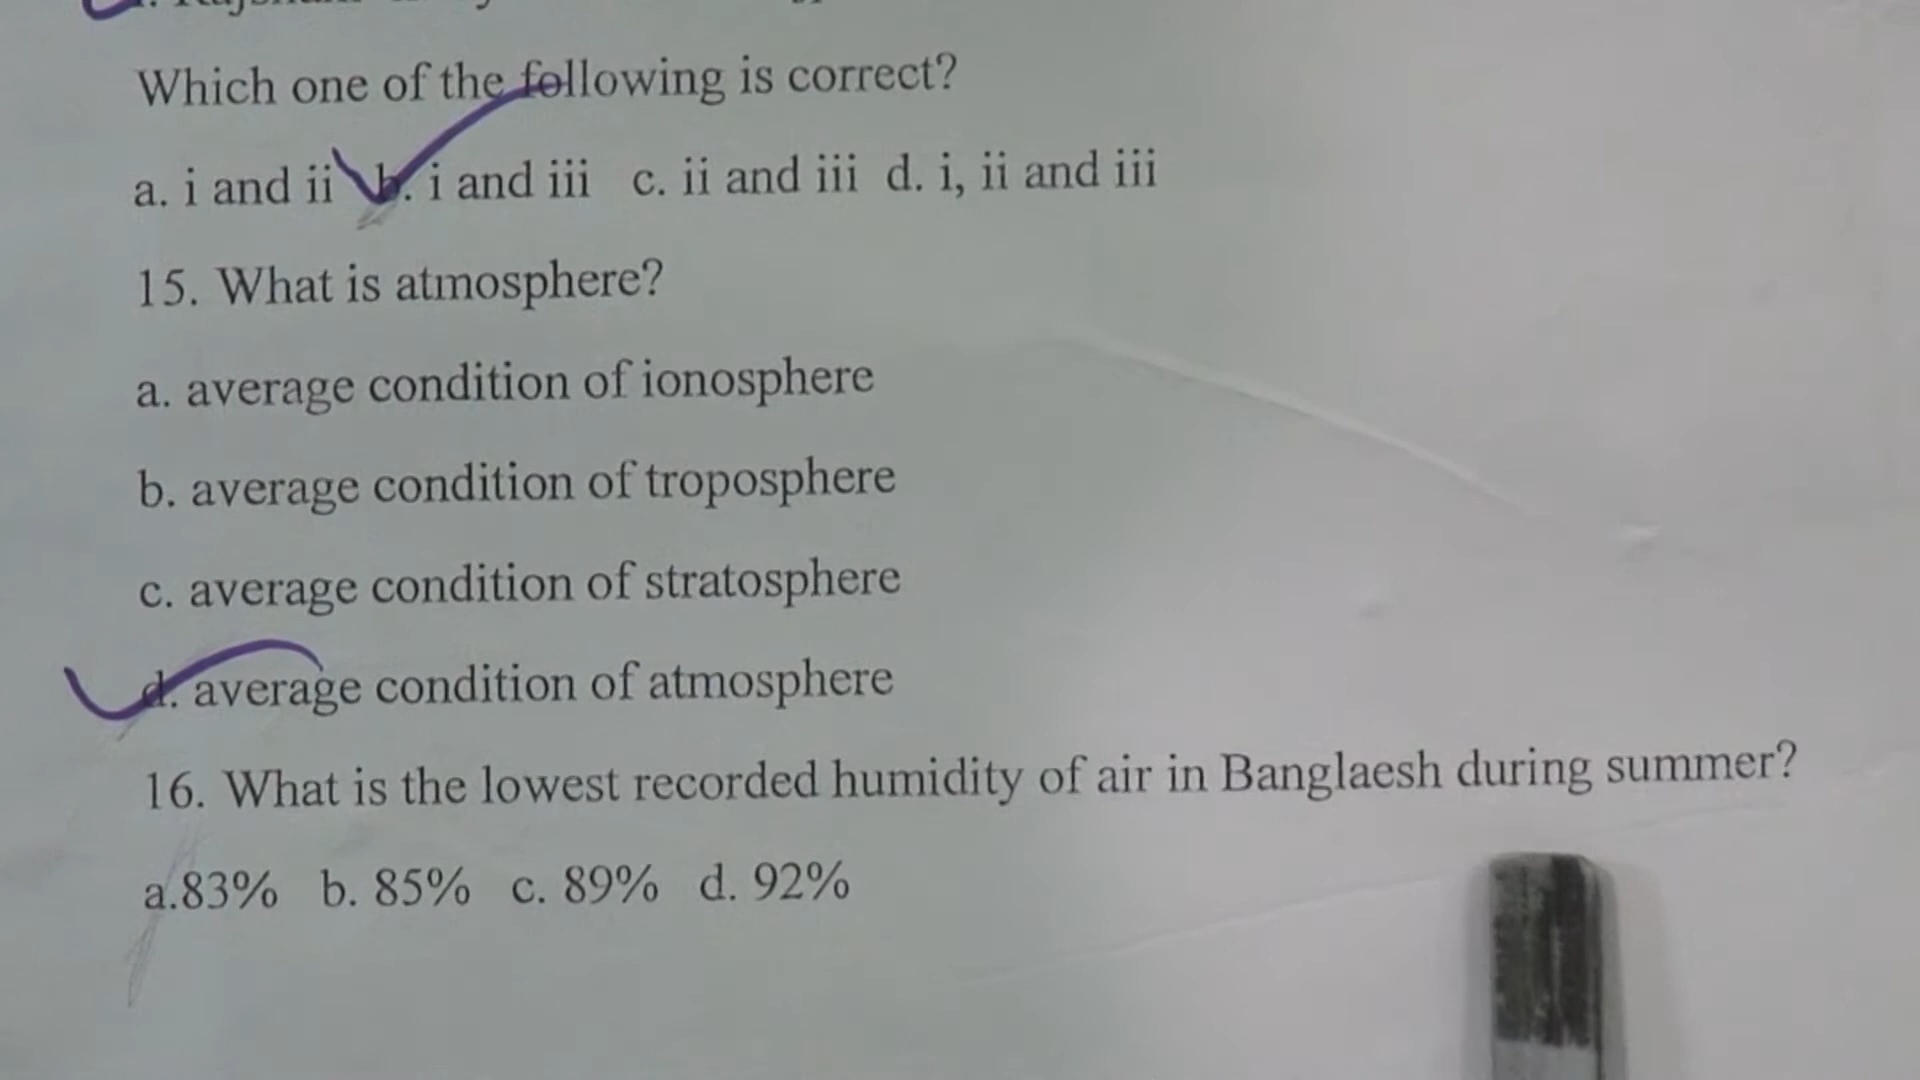 Which one of the following is correct?
a. i and ii b. i and iii c. ii and iii d. i, ii and iii
15. What is atmosphere?
a. average condition of ionosphere
b. average condition of troposphere
c. average condition of stratosphere
d. average condition of atmosphere
16. What is the lowest recorded humidity of air in Banglaesh during summer?
a.83% b. 85% c. 89% d. 92%